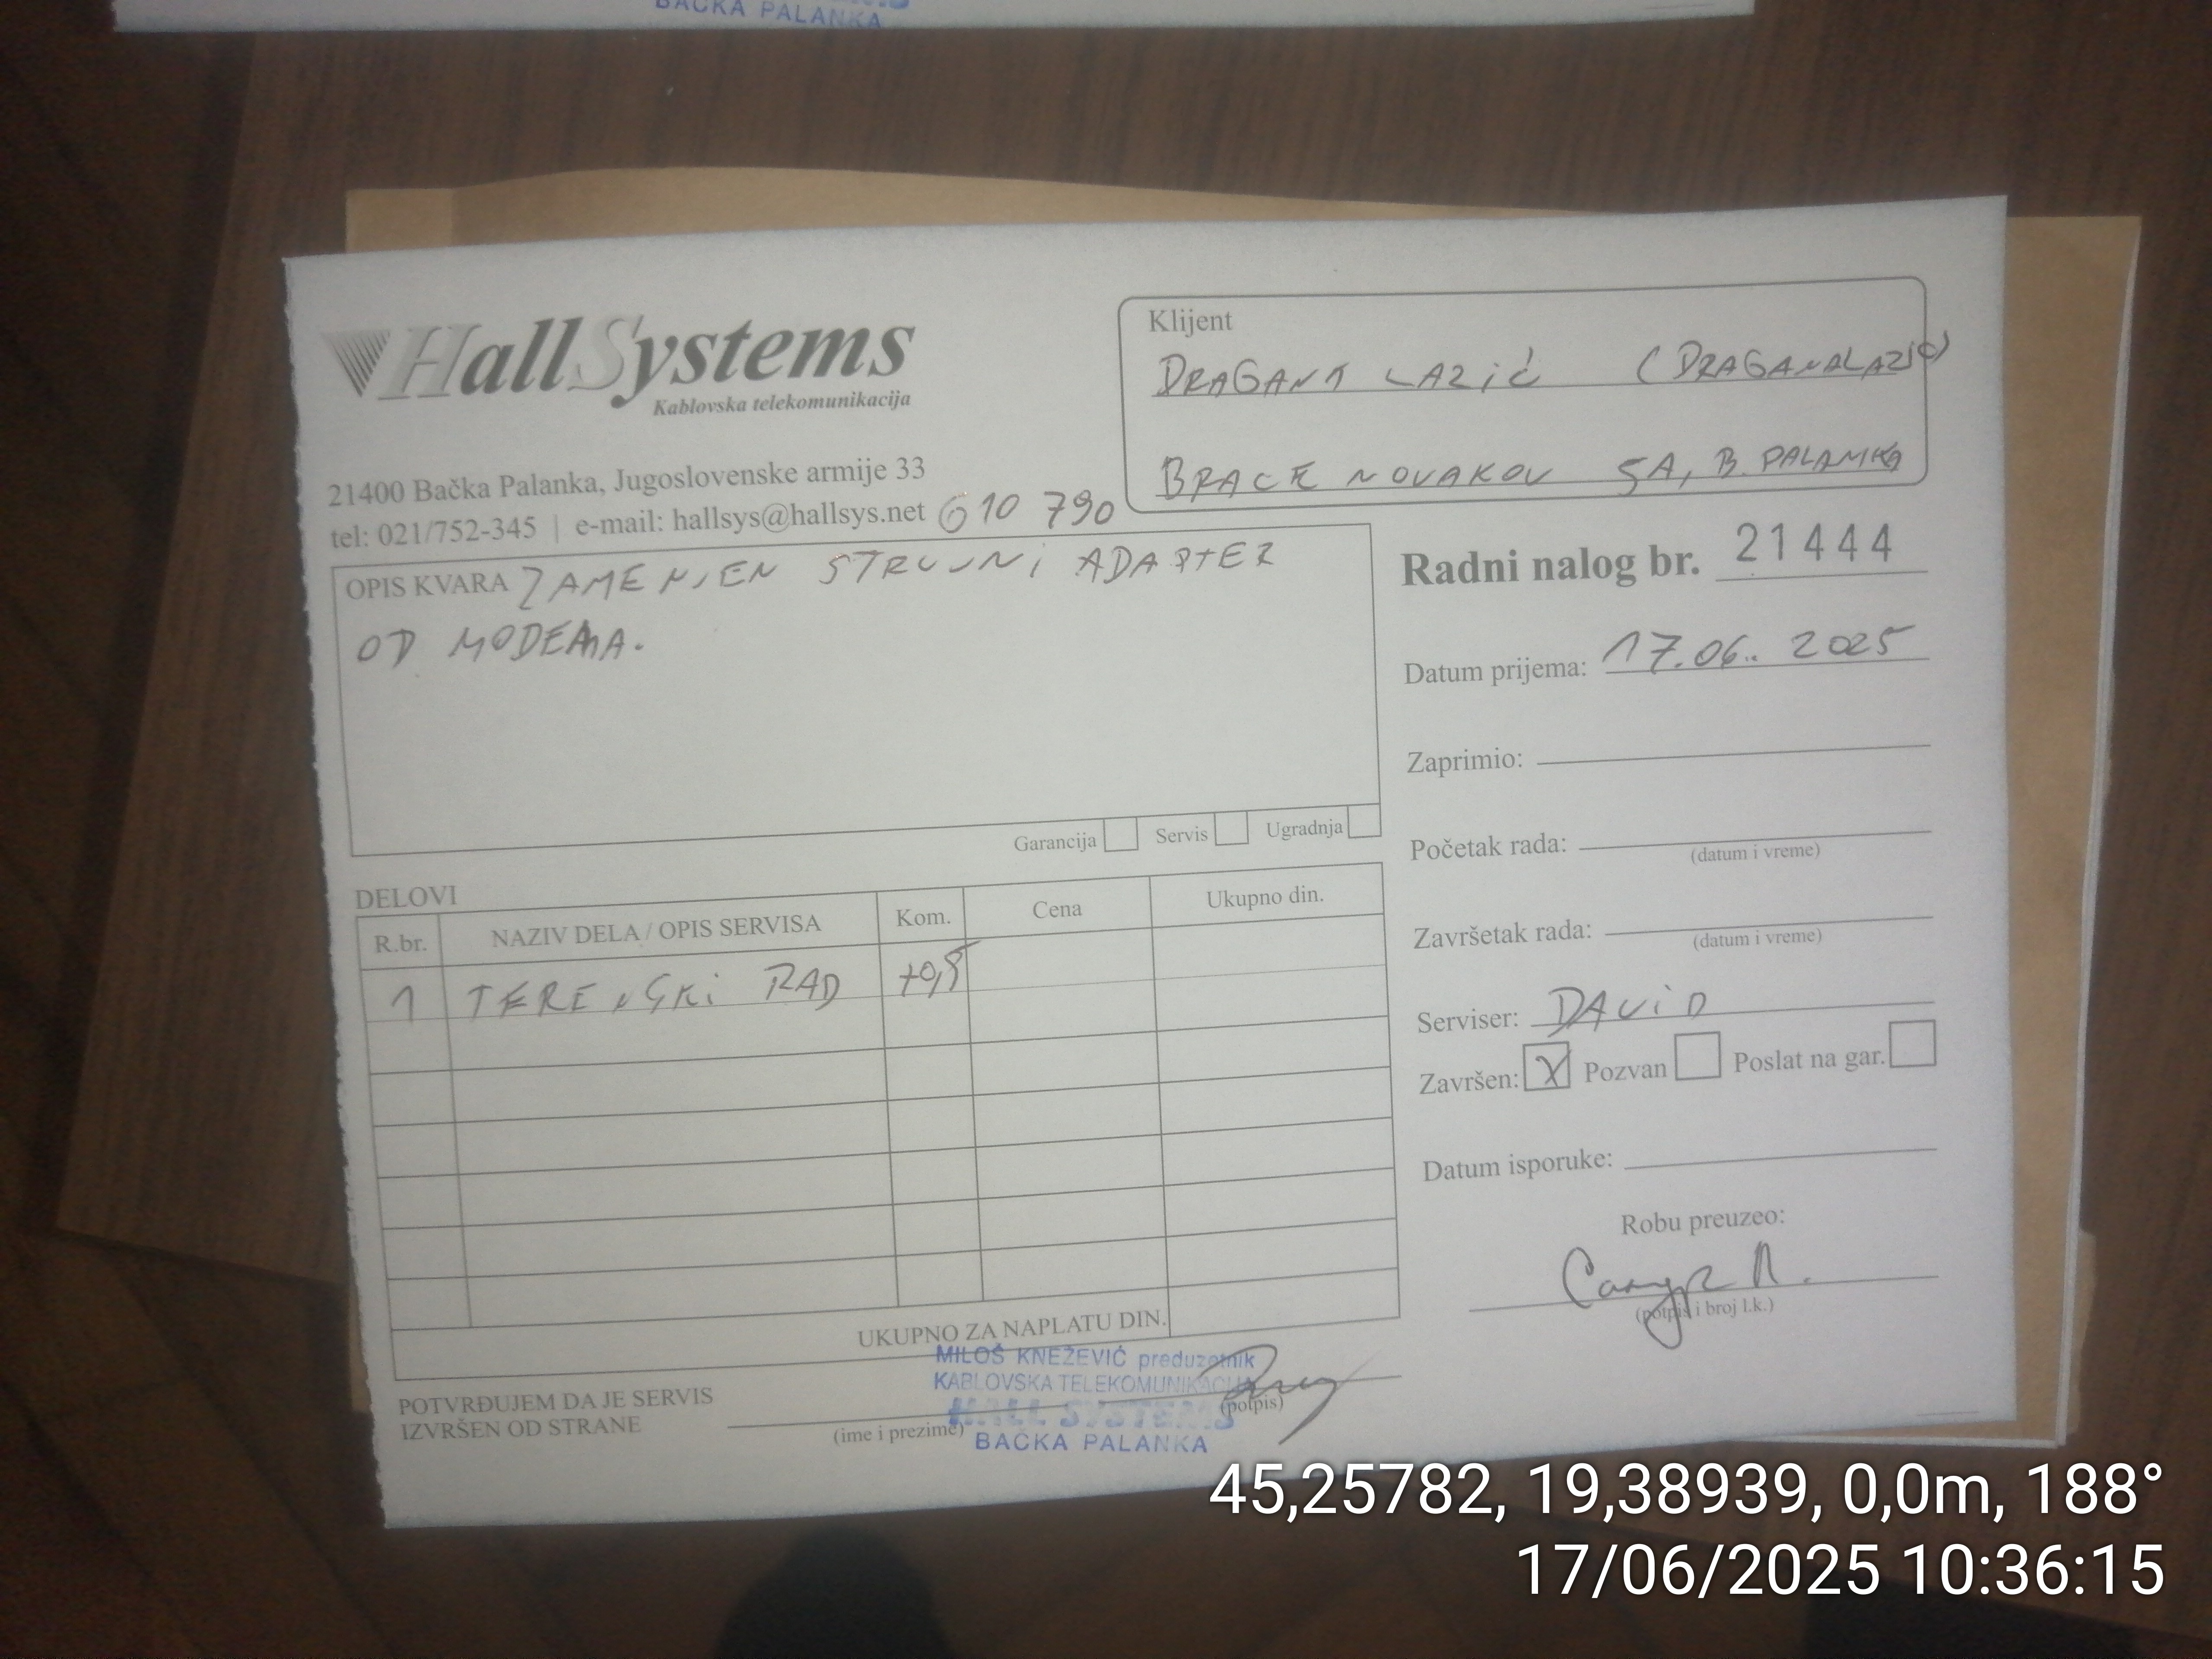 BAČKA PALANKA
HallSystems
Kablovska telekomunikacija
21400 Bačka Palanka, Jugoslovenske armije 33
tel: 021/752-345 | e-mail: hallsys@hallsys.net 610 790
Klijent
DRAGANA LAZIĆ (DRAGANALAZIC)
BRAĆE NOVAKOV 5A, B. PALANKA
OPIS KVARA ZAMENJEN STRUJNI ADAPTER
OD MODEMA.
Garancija Servis Ugradnja
Radni nalog br. 21444
Datum prijema: 17.06.. 2025
Zaprimio:
Početak rada:
(datum i vreme)
Završetak rada:
(datum i vreme)
Serviser: DAVID
Završen: X Pozvan Poslat na gar.
Datum isporuke:
Robu preuzeo:
(potpis i broj l.k.)
DELOVI
R.br. NAZIV DELA / OPIS SERVISA Kom. Cena Ukupno din.
1 TERENSKI RAD
UKUPNO ZA NAPLATU DIN.
POTVRĐUJEM DA JE SERVIS
IZVRŠEN OD STRANE
(ime i prezime)
(potpis)
MILOŠ KNEŽEVIĆ preduzetnik
KABLOVSKA TELEKOMUNIKACIJA
HALL SYSTEMS
BAČKA PALANKA
45,25782, 19,38939, 0,0m, 188°
17/06/2025 10:36:15